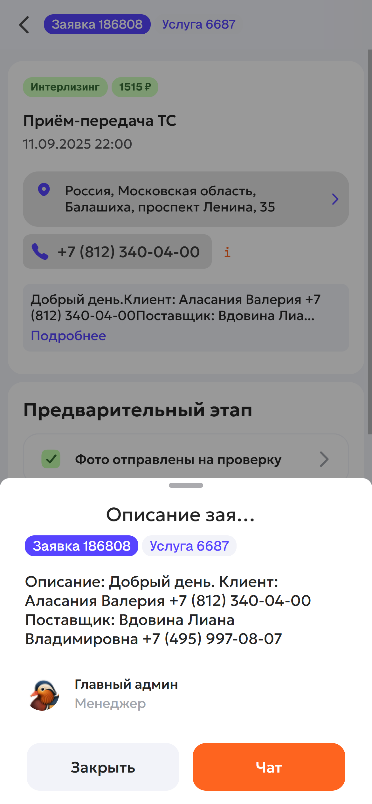 Заявка 186808 Услуга 6687
Интерлизинг 1515 ₽
Приём-передача ТС
11.09.2025 22:00
Россия, Московская область,
Балашиха, проспект Ленина, 35
+7 (812) 340-04-00 i
Добрый день.Клиент: Аласания Валерия +7
(812) 340-04-00Поставщик: Вдовина Лиа...
Подробнее
Предварительный этап
Фото отправлены на проверку
Описание зая...
Заявка 186808 Услуга 6687
Описание: Добрый день. Клиент:
Аласания Валерия +7 (812) 340-04-00
Поставщик: Вдовина Лиана
Владимировна +7 (495) 997-08-07
Главный админ
Менеджер
Закрыть Чат